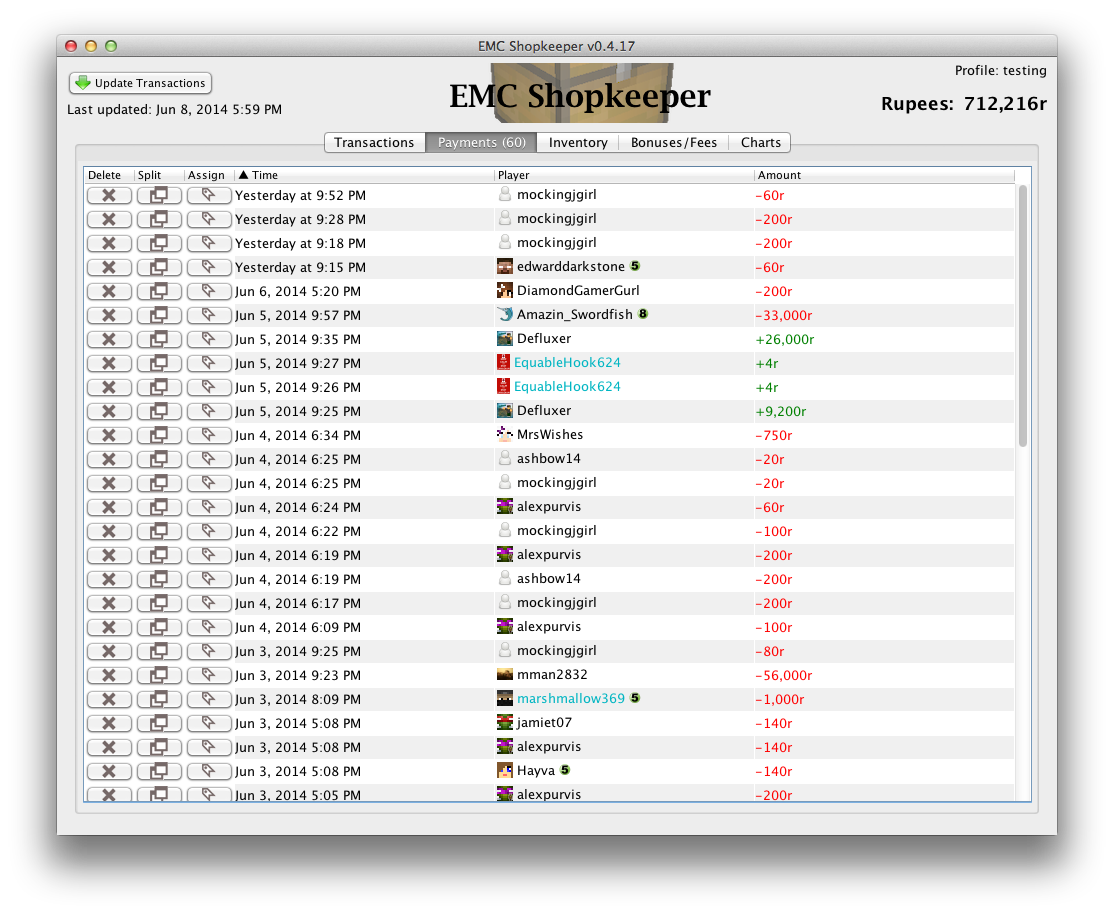 EMC Shopkeeper v0.4.17
Update Transactions
Last updated: Jun 8, 2014 5:59 PM
EMC Shopkeeper
Profile: testing
Rupees: 712,216r
Transactions Payments (60) Inventory Bonuses/Fees Charts
Delete Split Assign ▲ Time Player Amount
Yesterday at 9:52 PM mockingjgirl -60r
Yesterday at 9:28 PM mockingjgirl -200r
Yesterday at 9:18 PM mockingjgirl -200r
Yesterday at 9:15 PM edwarddarkstone 5 -60r
Jun 6, 2014 5:20 PM DiamondGamerGurl -200r
Jun 5, 2014 9:57 PM Amazin_Swordfish 8 -33,000r
Jun 5, 2014 9:35 PM Defluxer +26,000r
Jun 5, 2014 9:27 PM EquableHook624 +4r
Jun 5, 2014 9:26 PM EquableHook624 +4r
Jun 5, 2014 9:25 PM Defluxer +9,200r
Jun 4, 2014 6:34 PM MrsWishes -750r
Jun 4, 2014 6:25 PM ashbow14 -20r
Jun 4, 2014 6:25 PM mockingjgirl -20r
Jun 4, 2014 6:24 PM alexpurvis -60r
Jun 4, 2014 6:22 PM mockingjgirl -100r
Jun 4, 2014 6:19 PM alexpurvis -200r
Jun 4, 2014 6:19 PM ashbow14 -200r
Jun 4, 2014 6:17 PM mockingjgirl -200r
Jun 4, 2014 6:09 PM alexpurvis -100r
Jun 3, 2014 9:25 PM mockingjgirl -80r
Jun 3, 2014 9:23 PM mman2832 -56,000r
Jun 3, 2014 8:09 PM marshmallow369 5 -1,000r
Jun 3, 2014 5:08 PM jamiet07 -140r
Jun 3, 2014 5:08 PM alexpurvis -140r
Jun 3, 2014 5:08 PM Hayva 5 -140r
Jun 3, 2014 5:05 PM alexpurvis -200r